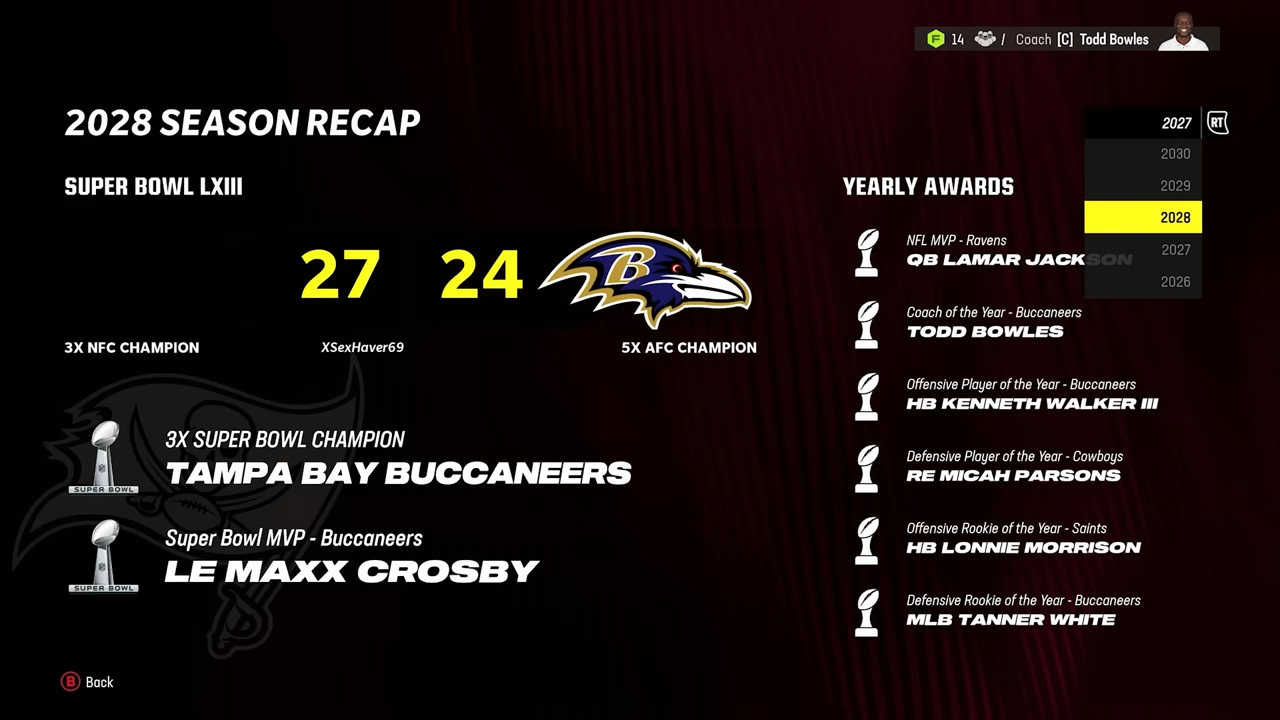 14 / Coach [C] Todd Bowles
2028 SEASON RECAP
2027 RT
2030
2029
2028
2027
2026
SUPER BOWL LXIII
27 24
B
3X NFC CHAMPION XSexHaver69 5X AFC CHAMPION
SUPER BOWL
3X SUPER BOWL CHAMPION
TAMPA BAY BUCCANEERS
SUPER BOWL
Super Bowl MVP - Buccaneers
LE MAXX CROSBY
YEARLY AWARDS
NFL MVP - Ravens
QB LAMAR JACKSON
Coach of the Year - Buccaneers
TODD BOWLES
Offensive Player of the Year - Buccaneers
HB KENNETH WALKER III
Defensive Player of the Year - Cowboys
RE MICAH PARSONS
Offensive Rookie of the Year - Saints
HB LONNIE MORRISON
Defensive Rookie of the Year - Buccaneers
MLB TANNER WHITE
B Back